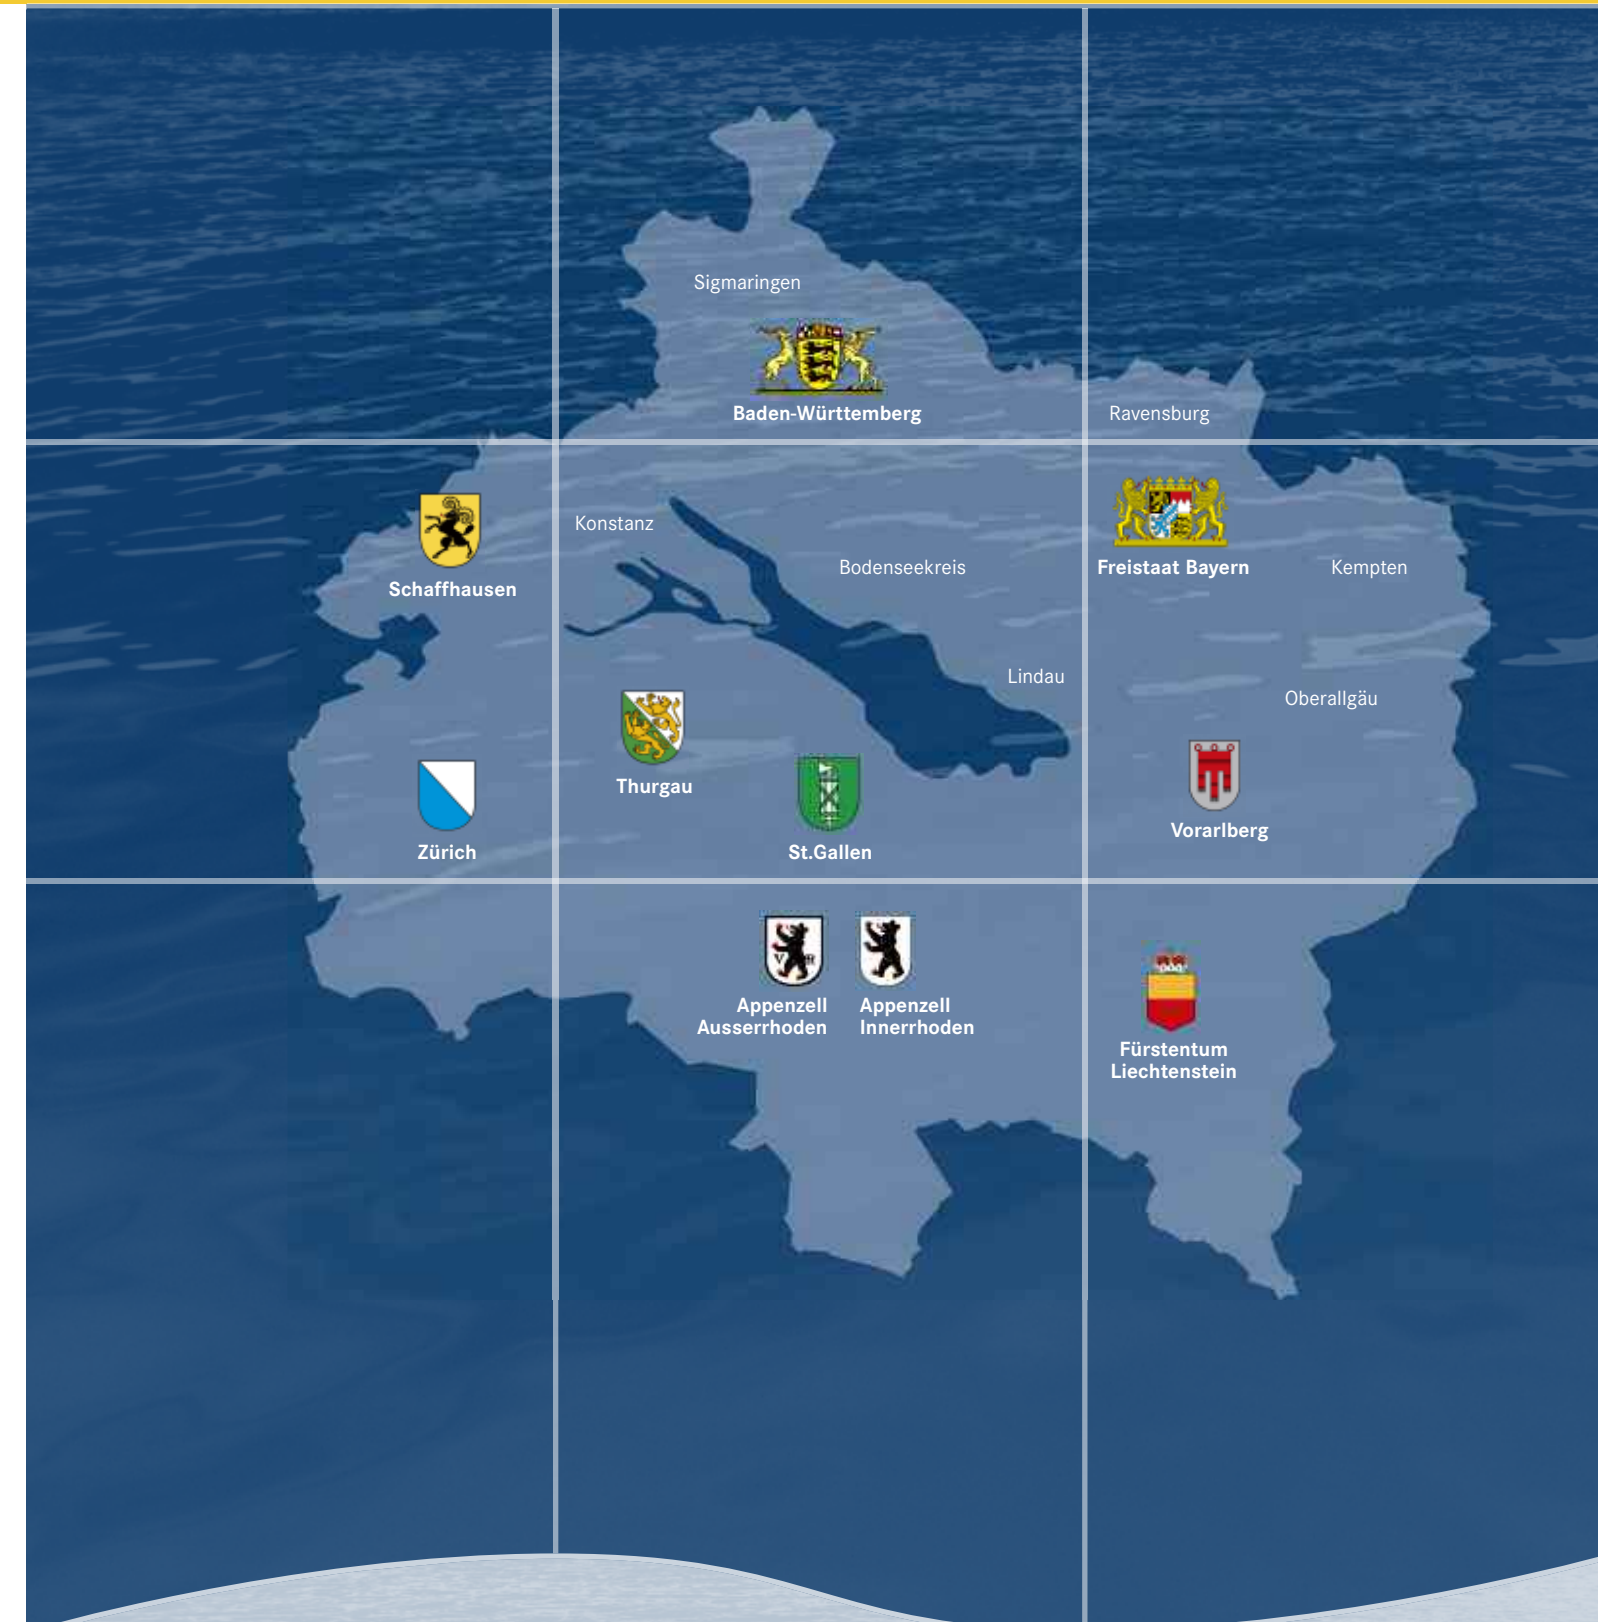 Sigmaringen
Baden-Württemberg
Ravensburg
Konstanz
Bodenseekreis
Freistaat Bayern
Kempten
Schaffhausen
Lindau
Oberallgäu
Thurgau
Vorarlberg
Zürich
St.Gallen
Appenzell
Ausserrhoden
Appenzell
Innerrhoden
Fürstentum
Liechtenstein